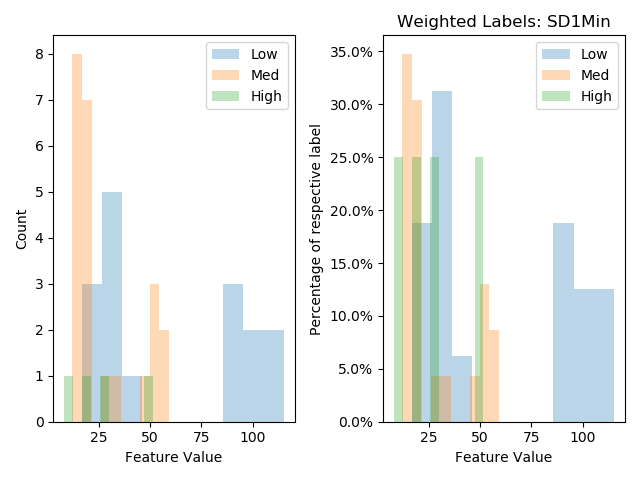 Weighted Labels: SD1Min
Low
Med
High
8
7
6
5
4
3
2
1
0
Count
25
50
75
100
Feature Value
Low
Med
High
35.0%
30.0%
25.0%
20.0%
15.0%
10.0%
5.0%
0.0%
Percentage of respective label
25
50
75
100
Feature Value